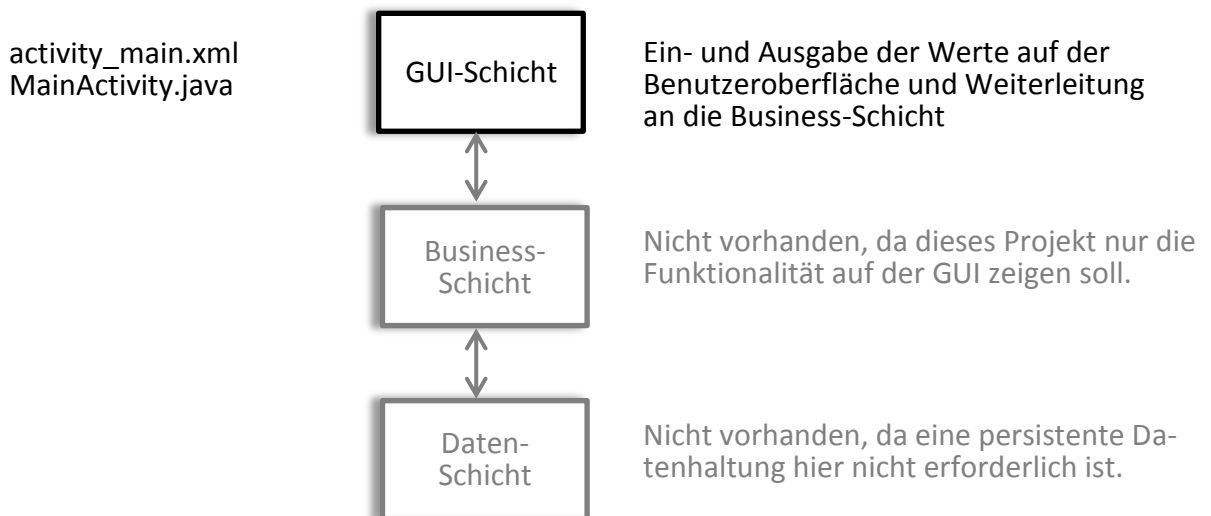 activity_main.xml
MainActivity.java
GUI-Schicht
Ein- und Ausgabe der Werte auf der
Benutzeroberfläche und Weiterleitung
an die Business-Schicht
Business-
Schicht
Nicht vorhanden, da dieses Projekt nur die
Funktionalität auf der GUI zeigen soll.
Daten-
Schicht
Nicht vorhanden, da eine persistente Da-
tenhaltung hier nicht erforderlich ist.